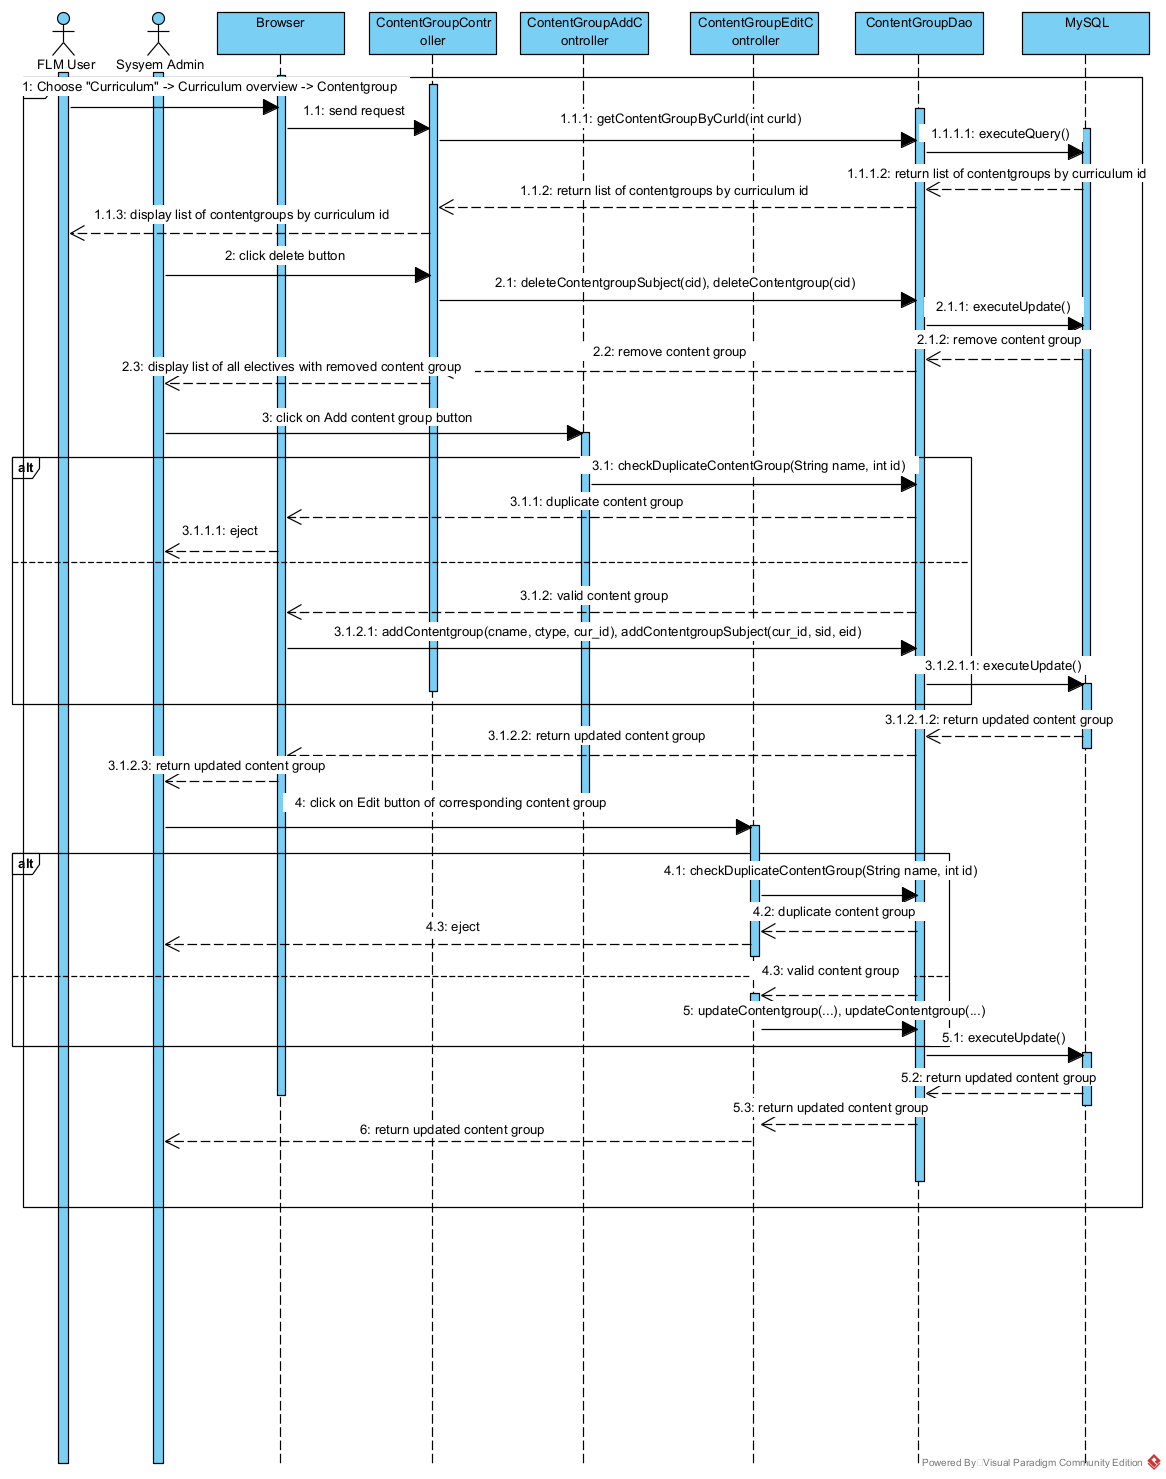 Browser
ContentGroupContr
oller
ContentGroupAddC
ontroller
ContentGroupEditC
ontroller
ContentGroupDao
MySQL
FLM User
Sysyem Admin
1: Choose "Curriculum" -> Curriculum overview -> Contentgroup
1.1: send request
1.1.1: getContentGroupByCurId(int curId)
1.1.1.1: executeQuery()
1.1.1.2: return list of contentgroups by curriculum id
1.1.2: return list of contentgroups by curriculum id
1.1.3: display list of contentgroups by curriculum id
2: click delete button
2.1: deleteContentgroupSubject(cid), deleteContentgroup(cid)
2.1.1: executeUpdate()
2.1.2: remove content group
2.2: remove content group
2.3: display list of all electives with removed content group
3: click on Add content group button
alt
3.1: checkDuplicateContentGroup(String name, int id)
3.1.1: duplicate content group
3.1.1.1: eject
3.1.2: valid content group
3.1.2.1: addContentgroup(cname, ctype, cur_id), addContentgroupSubject(cur_id, sid, eid)
3.1.2.1.1: executeUpdate()
3.1.2.1.2: return updated content group
3.1.2.2: return updated content group
3.1.2.3: return updated content group
4: click on Edit button of corresponding content group
alt
4.1: checkDuplicateContentGroup(String name, int id)
4.2: duplicate content group
4.3: eject
4.3: valid content group
5: updateContentgroup(...), updateContentgroup(...)
5.1: executeUpdate()
5.2: return updated content group
5.3: return updated content group
6: return updated content group
Powered By Visual Paradigm Community Edition